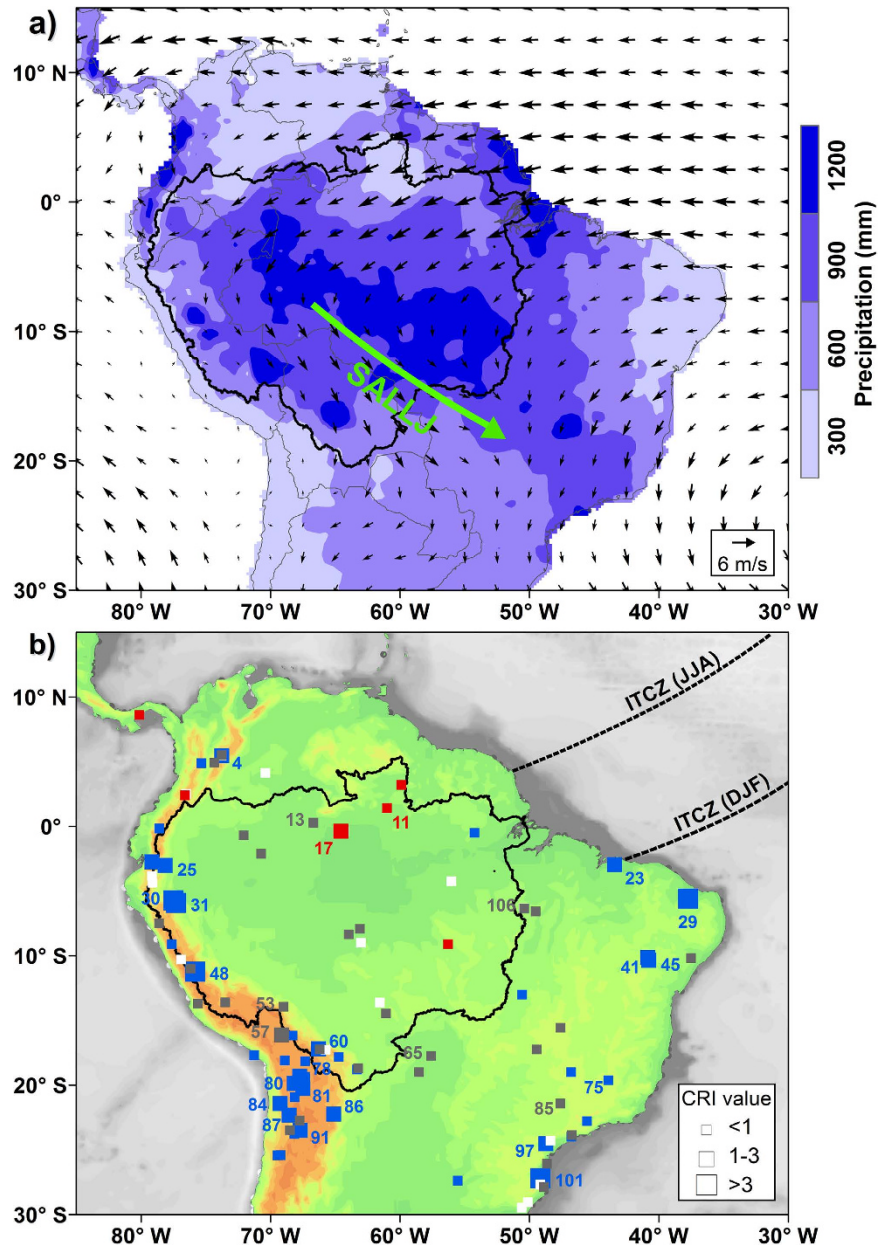 a)
10° N
0°
10° S
20° S
30° S
80° W
70° W
60° W
50° W
40° W
30° W
SALLJ
6 m/s
1200
900
600
300
Precipitation (mm)
b)
ITCZ (JJA)
ITCZ (DJF)
10° N
0°
10° S
20° S
30° S
4
13
11
17
25
23
30
31
29
106
41
45
48
53
57
60
65
78
80
81
75
84
86
85
87
91
97
101
CRI value
<1
1-3
>3
80° W
70° W
60° W
50° W
40° W
30° W